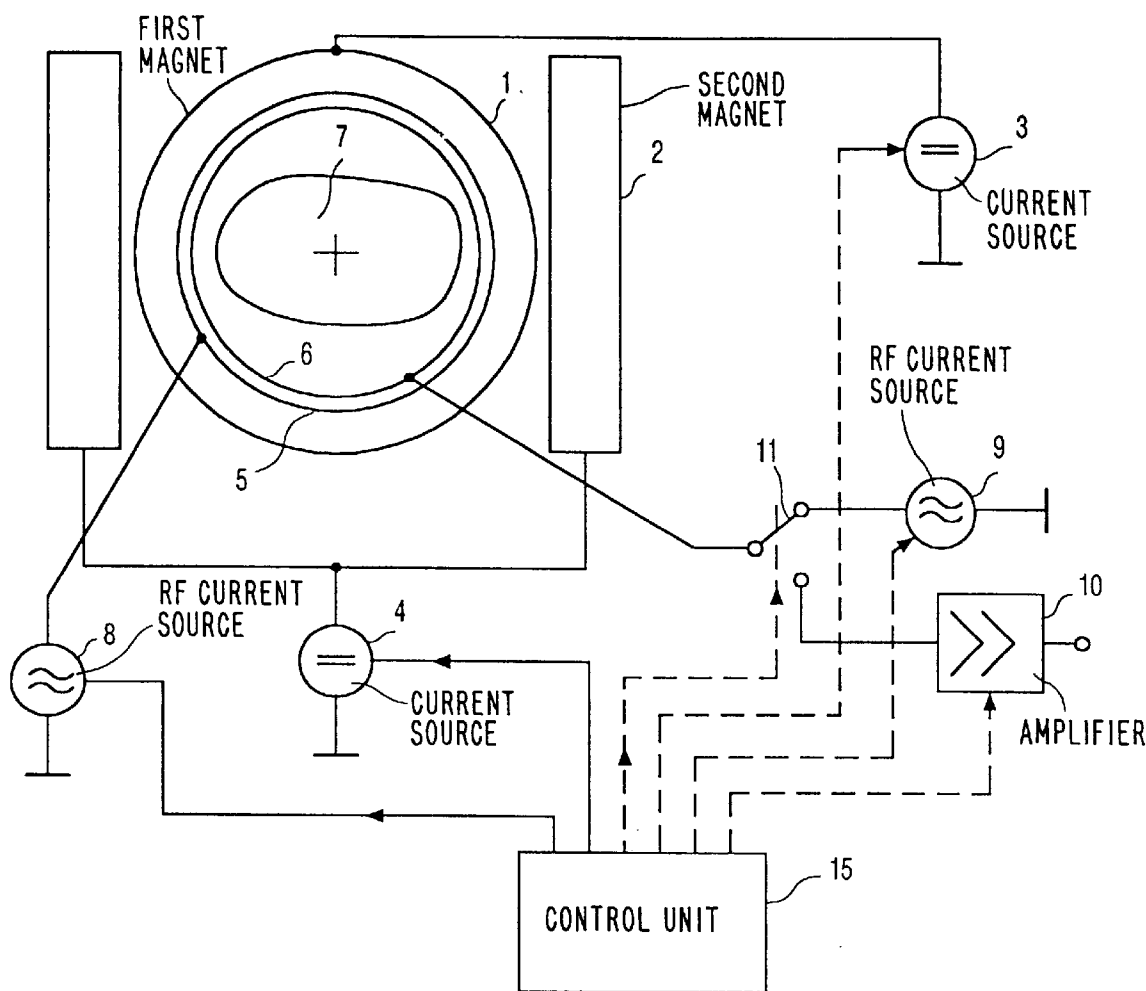 FIRST
MAGNET
1
SECOND
MAGNET
2
3
CURRENT
SOURCE
7
6
5
RF CURRENT
SOURCE
9
11
10
AMPLIFIER
RF CURRENT
SOURCE
8
4
CURRENT
SOURCE
15
CONTROL UNIT